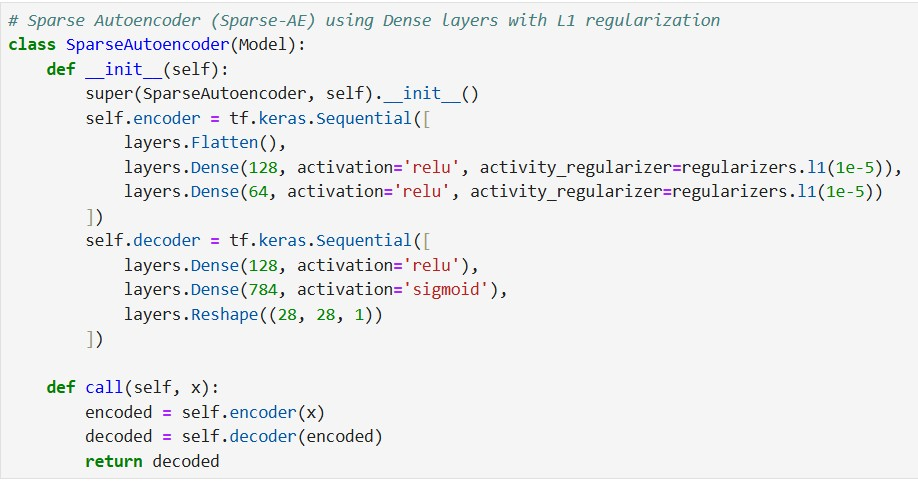 # Sparse Autoencoder (Sparse-AE) using Dense layers with L1 regularization
class SparseAutoencoder(Model):
    def __init__(self):
        super(SparseAutoencoder, self).__init__()
        self.encoder = tf.keras.Sequential([
            layers.Flatten(),
            layers.Dense(128, activation='relu', activity_regularizer=regularizers.l1(1e-5)),
            layers.Dense(64, activation='relu', activity_regularizer=regularizers.l1(1e-5))
        ])
        self.decoder = tf.keras.Sequential([
            layers.Dense(128, activation='relu'),
            layers.Dense(784, activation='sigmoid'),
            layers.Reshape((28, 28, 1))
        ])

    def call(self, x):
        encoded = self.encoder(x)
        decoded = self.decoder(encoded)
        return decoded